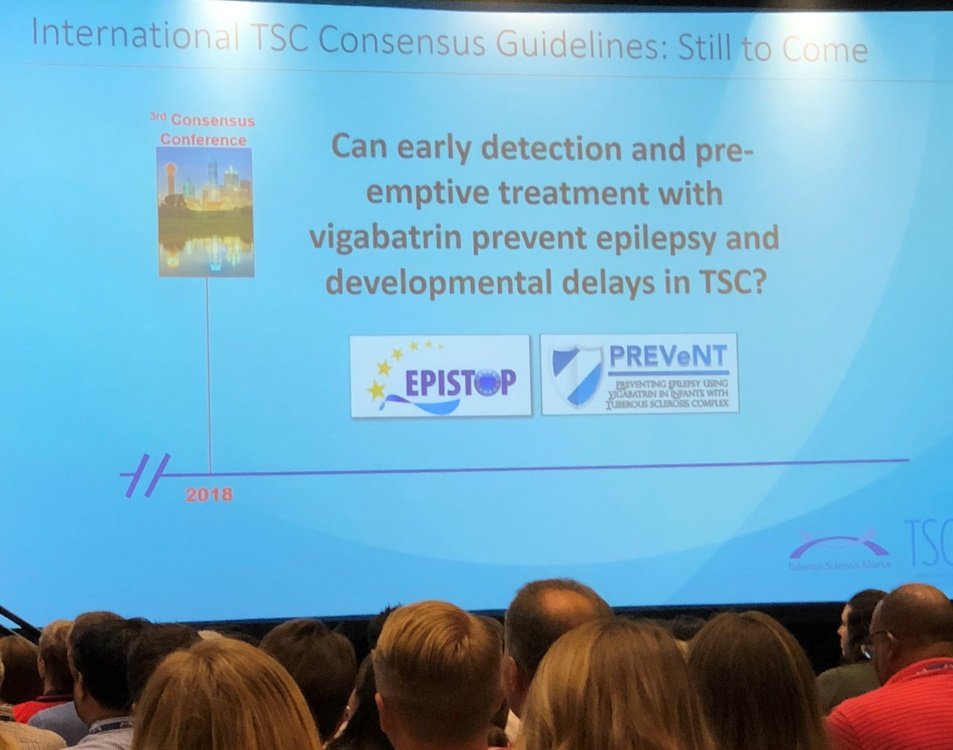 International TSC Consensus Guidelines: Still to Come
3rd Consensus
Conference
Can early detection and pre-
emptive treatment with
vigabatrin prevent epilepsy and
developmental delays in TSC?
EPISTOP
PREVeNT
PREVENTING EPILEPSY USING
VIGABATRIN IN INFANTS WITH
TUBEROUS SCLEROSIS COMPLEX
2018
Tuberous Sclerosis Alliance
TSC